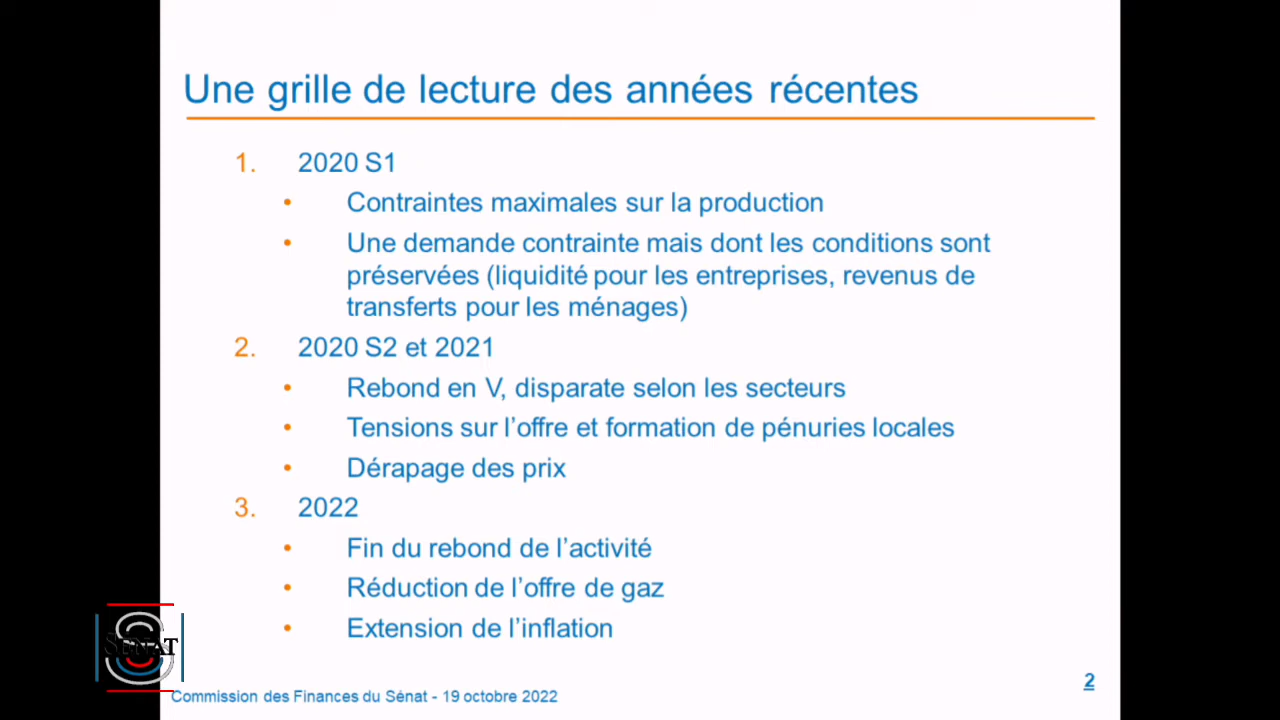 Une grille de lecture des années récentes
1. 2020 S1
• Contraintes maximales sur la production
• Une demande contrainte mais dont les conditions sont
préservées (liquidité pour les entreprises, revenus de
transferts pour les ménages)
2. 2020 S2 et 2021
• Rebond en V, disparate selon les secteurs
• Tensions sur l’offre et formation de pénuries locales
• Dérapage des prix
3. 2022
• Fin du rebond de l’activité
• Réduction de l’offre de gaz
• Extension de l’inflation
SÉNAT
Commission des Finances du Sénat - 19 octobre 2022
2